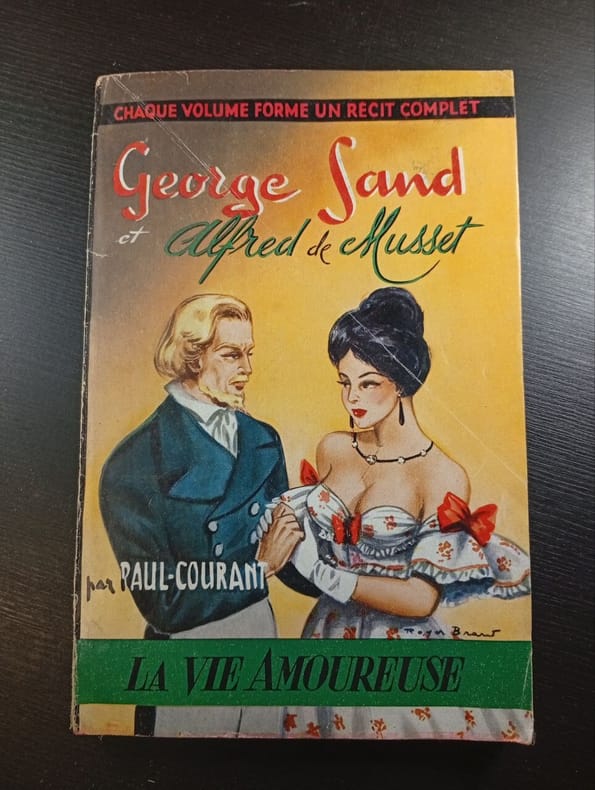 CHAQUE VOLUME FORME UN RÉCIT COMPLET
George Sand
et Alfred de Musset
par PAUL-COURANT
Roger Brard
LA VIE AMOUREUSE